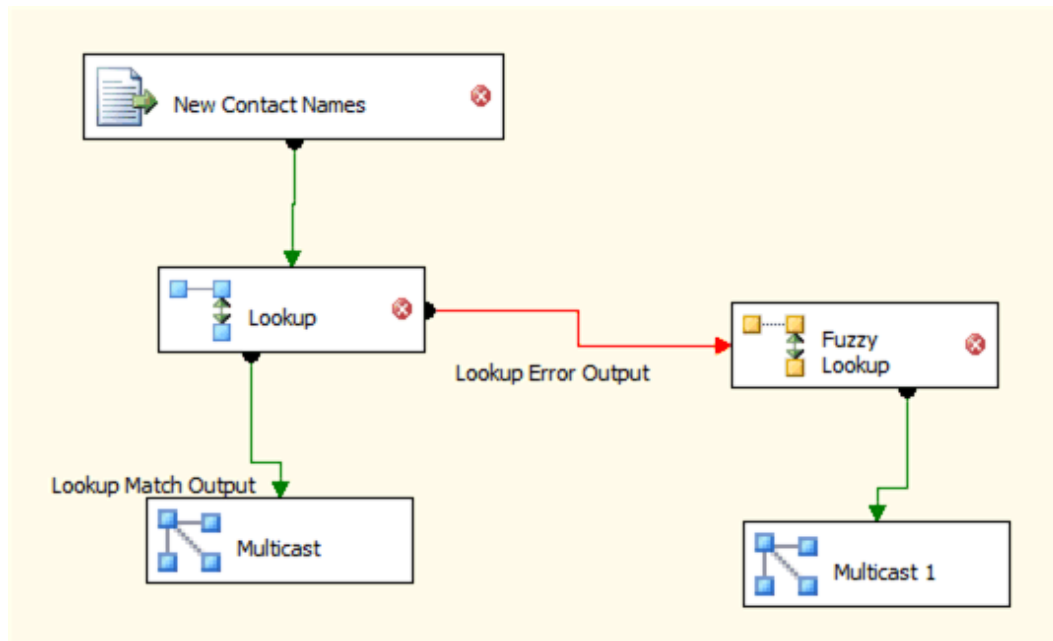 New Contact Names
Lookup
Lookup Error Output
Fuzzy
Lookup
Lookup Match Output
Multicast
Multicast 1